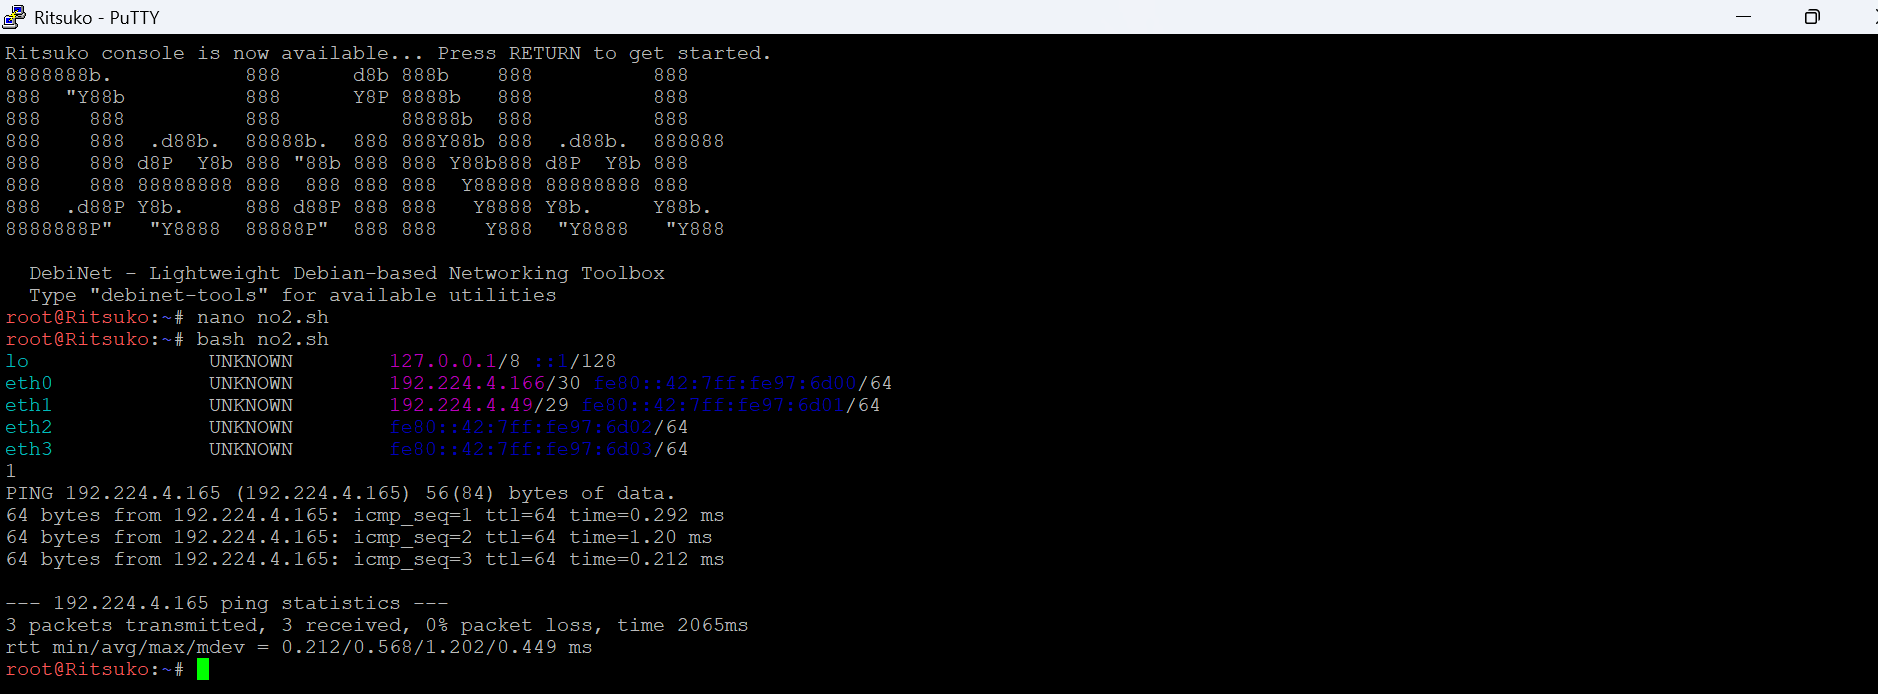 Ritsuko - PuTTY
Ritsuko console is now available... Press RETURN to get started.
8888888b.            888      d8b 888b    888          888
888  "Y88b          888      Y8P 8888b   888          888
888    888          888          88888b  888          888
888    888  .d88b.  88888b.  888 888Y88b 888  .d88b.  888888
888    888 d8P  Y8b 888 "88b 888 888 Y88b888 d8P  Y8b 888
888    888 88888888 888  888 888 888  Y88888 88888888 888
888  .d88P Y8b.     888 d88P 888 888   Y8888 Y8b.     Y88b.
8888888P"   "Y8888  88888P"  888 888    Y888  "Y8888   "Y888
DebiNet - Lightweight Debian-based Networking Toolbox
Type "debinet-tools" for available utilities
root@Ritsuko:~# nano no2.sh
root@Ritsuko:~# bash no2.sh
lo               UNKNOWN        127.0.0.1/8 ::1/128
eth0             UNKNOWN        192.224.4.166/30 fe80::42:7ff:fe97:6d00/64
eth1             UNKNOWN        192.224.4.49/29 fe80::42:7ff:fe97:6d01/64
eth2             UNKNOWN        fe80::42:7ff:fe97:6d02/64
eth3             UNKNOWN        fe80::42:7ff:fe97:6d03/64
1
PING 192.224.4.165 (192.224.4.165) 56(84) bytes of data.
64 bytes from 192.224.4.165: icmp_seq=1 ttl=64 time=0.292 ms
64 bytes from 192.224.4.165: icmp_seq=2 ttl=64 time=1.20 ms
64 bytes from 192.224.4.165: icmp_seq=3 ttl=64 time=0.212 ms
--- 192.224.4.165 ping statistics ---
3 packets transmitted, 3 received, 0% packet loss, time 2065ms
rtt min/avg/max/mdev = 0.212/0.568/1.202/0.449 ms
root@Ritsuko:~#